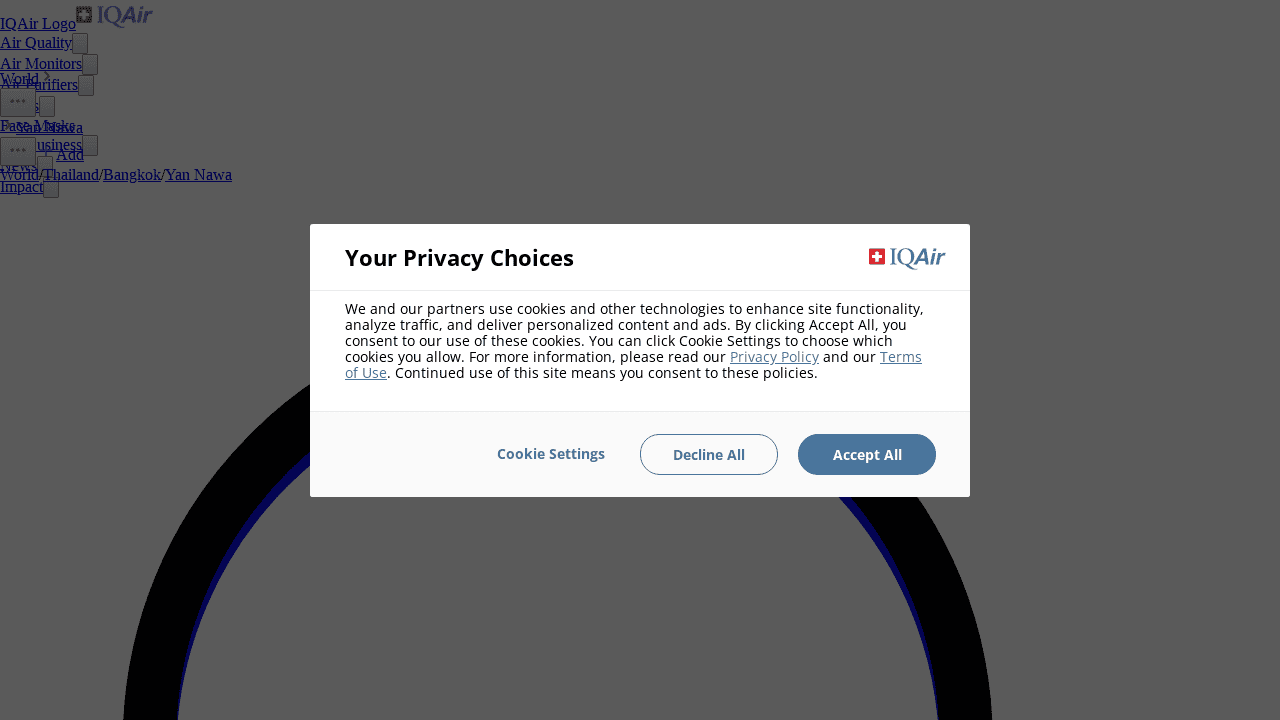 IQAir Logo IQAir
Air Quality
Air Monitors
World
Air Purifiers
Face Masks
Yan Nawa
Business
Add
News
World/Thailand/Bangkok/Yan Nawa
Impact
Your Privacy Choices
IQAir
We and our partners use cookies and other technologies to enhance site functionality,
analyze traffic, and deliver personalized content and ads. By clicking Accept All, you
consent to our use of these cookies. You can click Cookie Settings to choose which
cookies you allow. For more information, please read our Privacy Policy and our Terms
of Use. Continued use of this site means you consent to these policies.
Cookie Settings
Decline All
Accept All